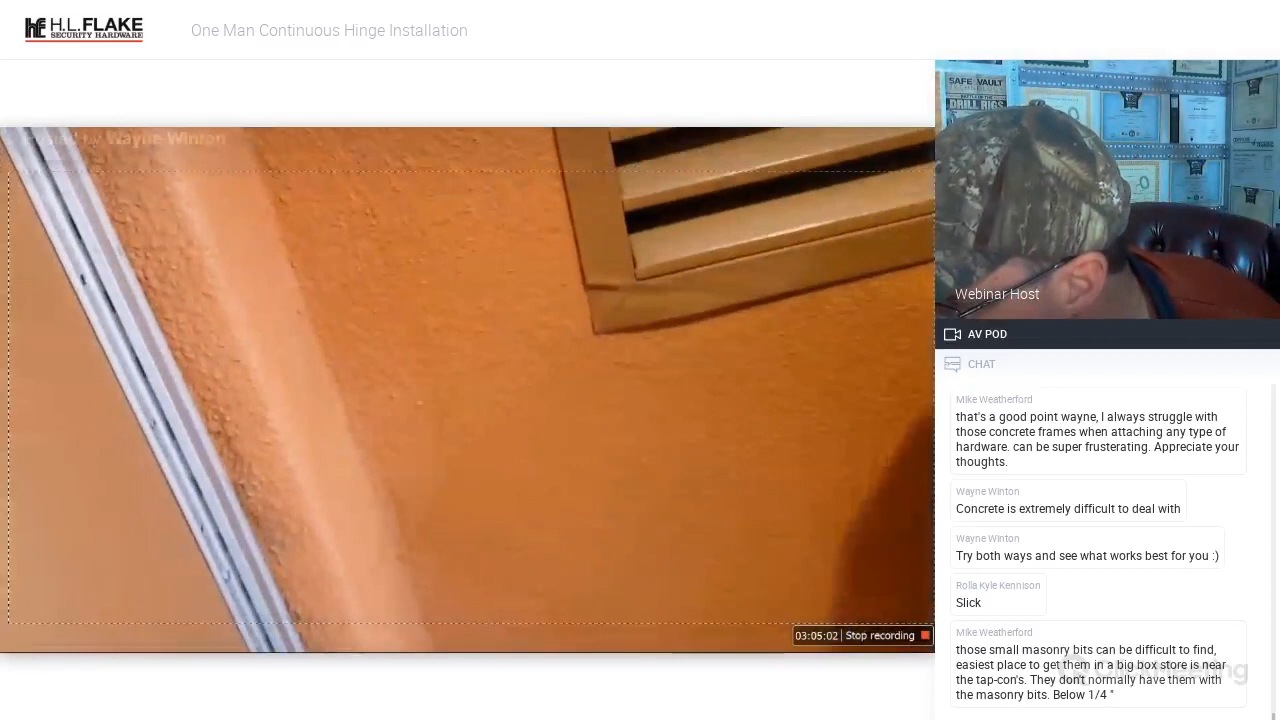 H.L.FLAKE
SECURITY HARDWARE
One Man Continuous Hinge Installation
Posted by Wayne Winton
SAFE VAULT
DRILL RIGS
Webinar Host
AV POD
CHAT
Mike Weatherford
that's a good point wayne, I always struggle with
those concrete frames when attaching any type of
hardware. can be super frusterating. Appreciate your
thoughts.
Wayne Winton
Concrete is extremely difficult to deal with
Wayne Winton
Try both ways and see what works best for you :)
Rolla Kyle Kennison
Slick
Mike Weatherford
those small masonry bits can be difficult to find,
easiest place to get them in a big box store is near
the tap-con's. They don't normally have them with
the masonry bits. Below 1/4 "
ClickMeeting
03:05:02 Stop recording